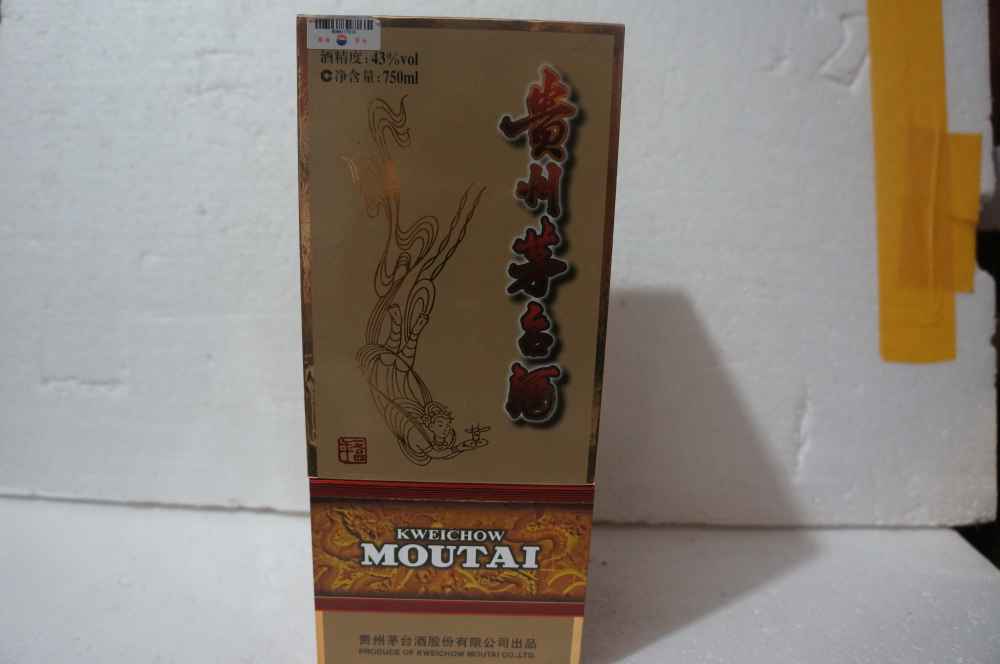 酒精度:43%vol
净含量:750ml
贵州茅台酒
KWEICHOW
MOUTAI
贵州茅台酒股份有限公司出品
PRODUCE OF KWEICHOW MOUTAI CO.,LTD.